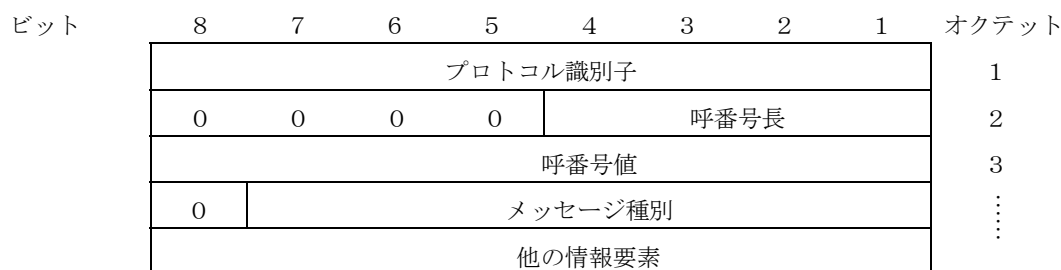 ビット ８ ７ ６ ５ ４ ３ ２ １ オクテット
プロトコル識別子 １
０ ０ ０ ０ 呼番号長 ２
呼番号値 ３
０ メッセージ種別 ……
他の情報要素